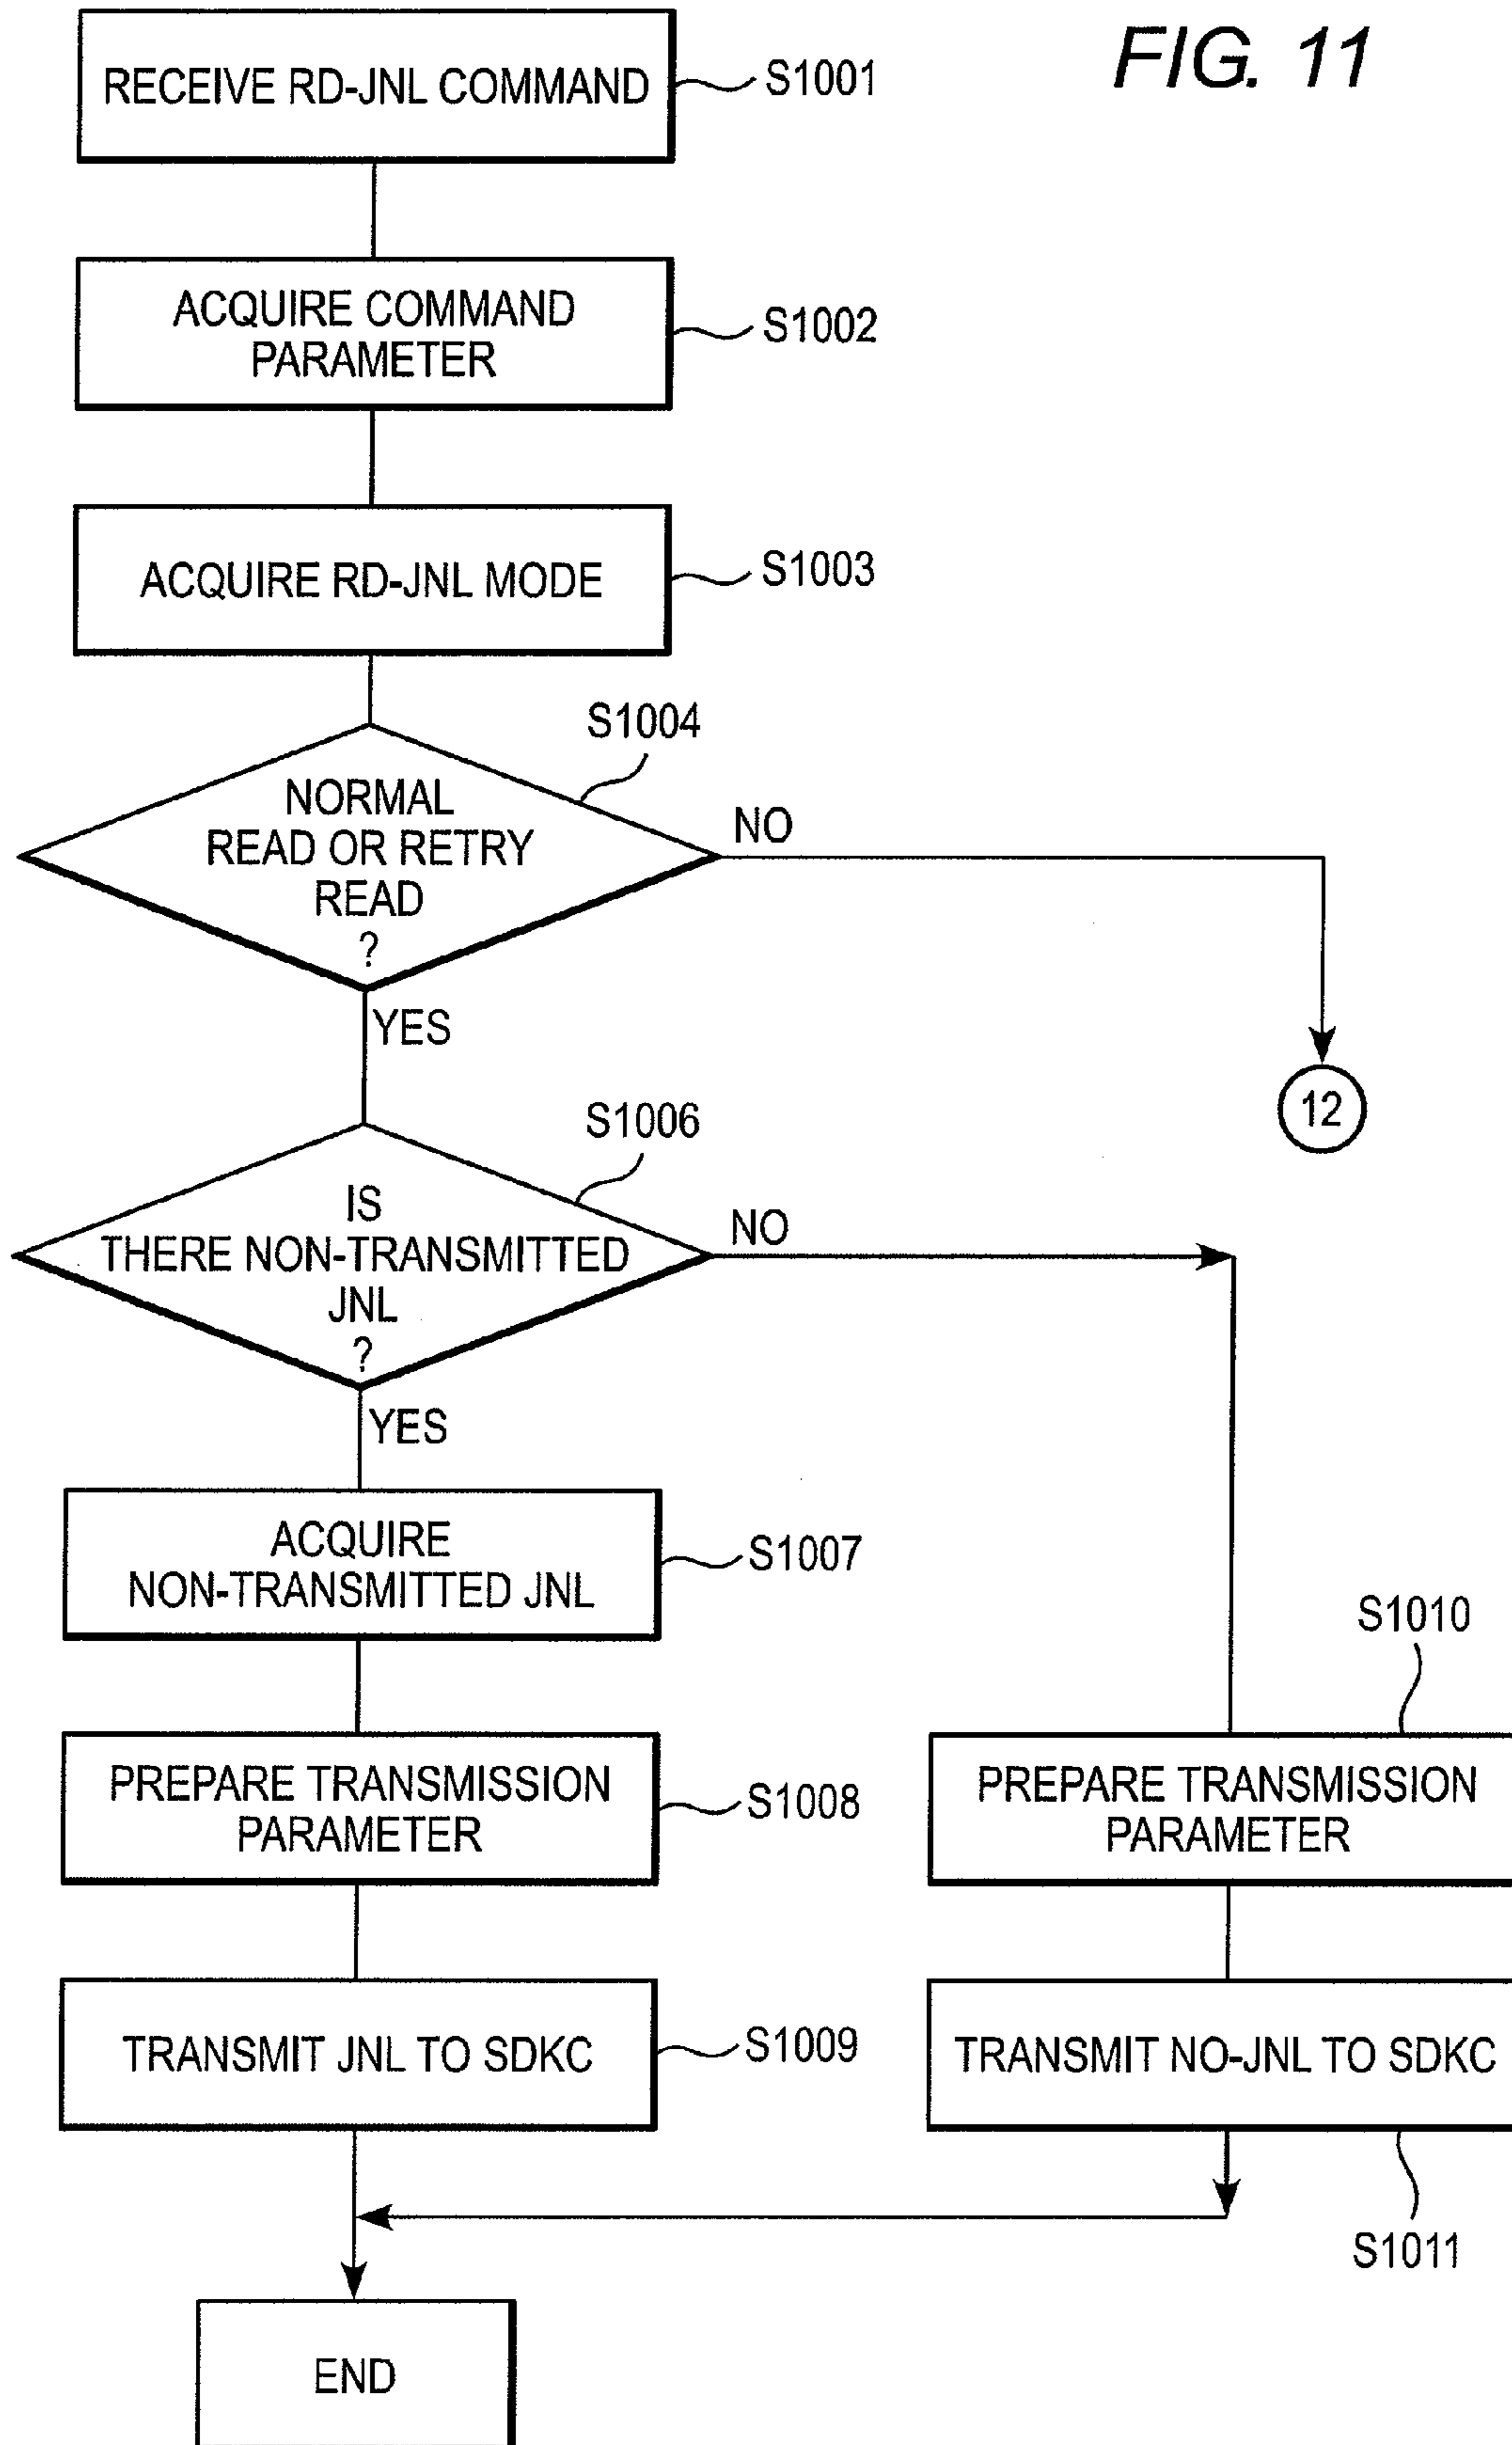 FIG. 11
RECEIVE RD-JNL COMMAND
S1001
ACQUIRE COMMAND
PARAMETER
S1002
ACQUIRE RD-JNL MODE
S1003
S1004
NORMAL
READ OR RETRY
READ
?
NO
YES
12
S1006
IS
THERE NON-TRANSMITTED
JNL
?
NO
YES
ACQUIRE
NON-TRANSMITTED JNL
S1007
S1010
PREPARE TRANSMISSION
PARAMETER
S1008
PREPARE TRANSMISSION
PARAMETER
TRANSMIT JNL TO SDKC
S1009
TRANSMIT NO-JNL TO SDKC
S1011
END